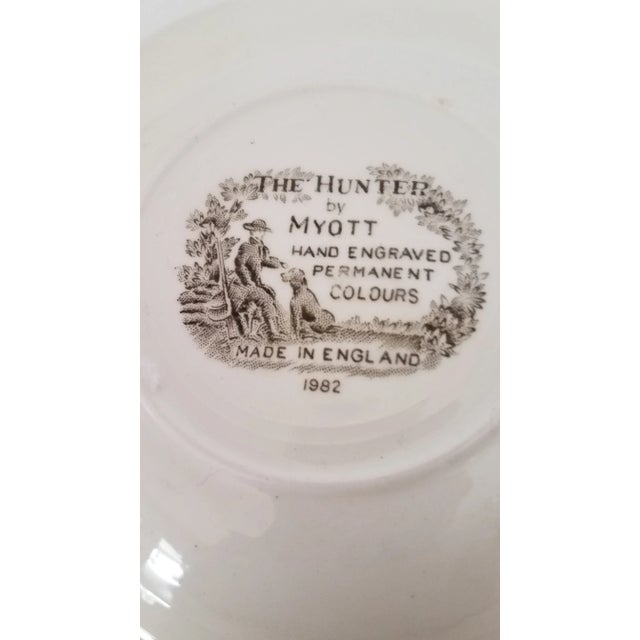 THE HUNTER
by
MYOTT
HAND ENGRAVED
PERMANENT
COLOURS
MADE IN ENGLAND
1982